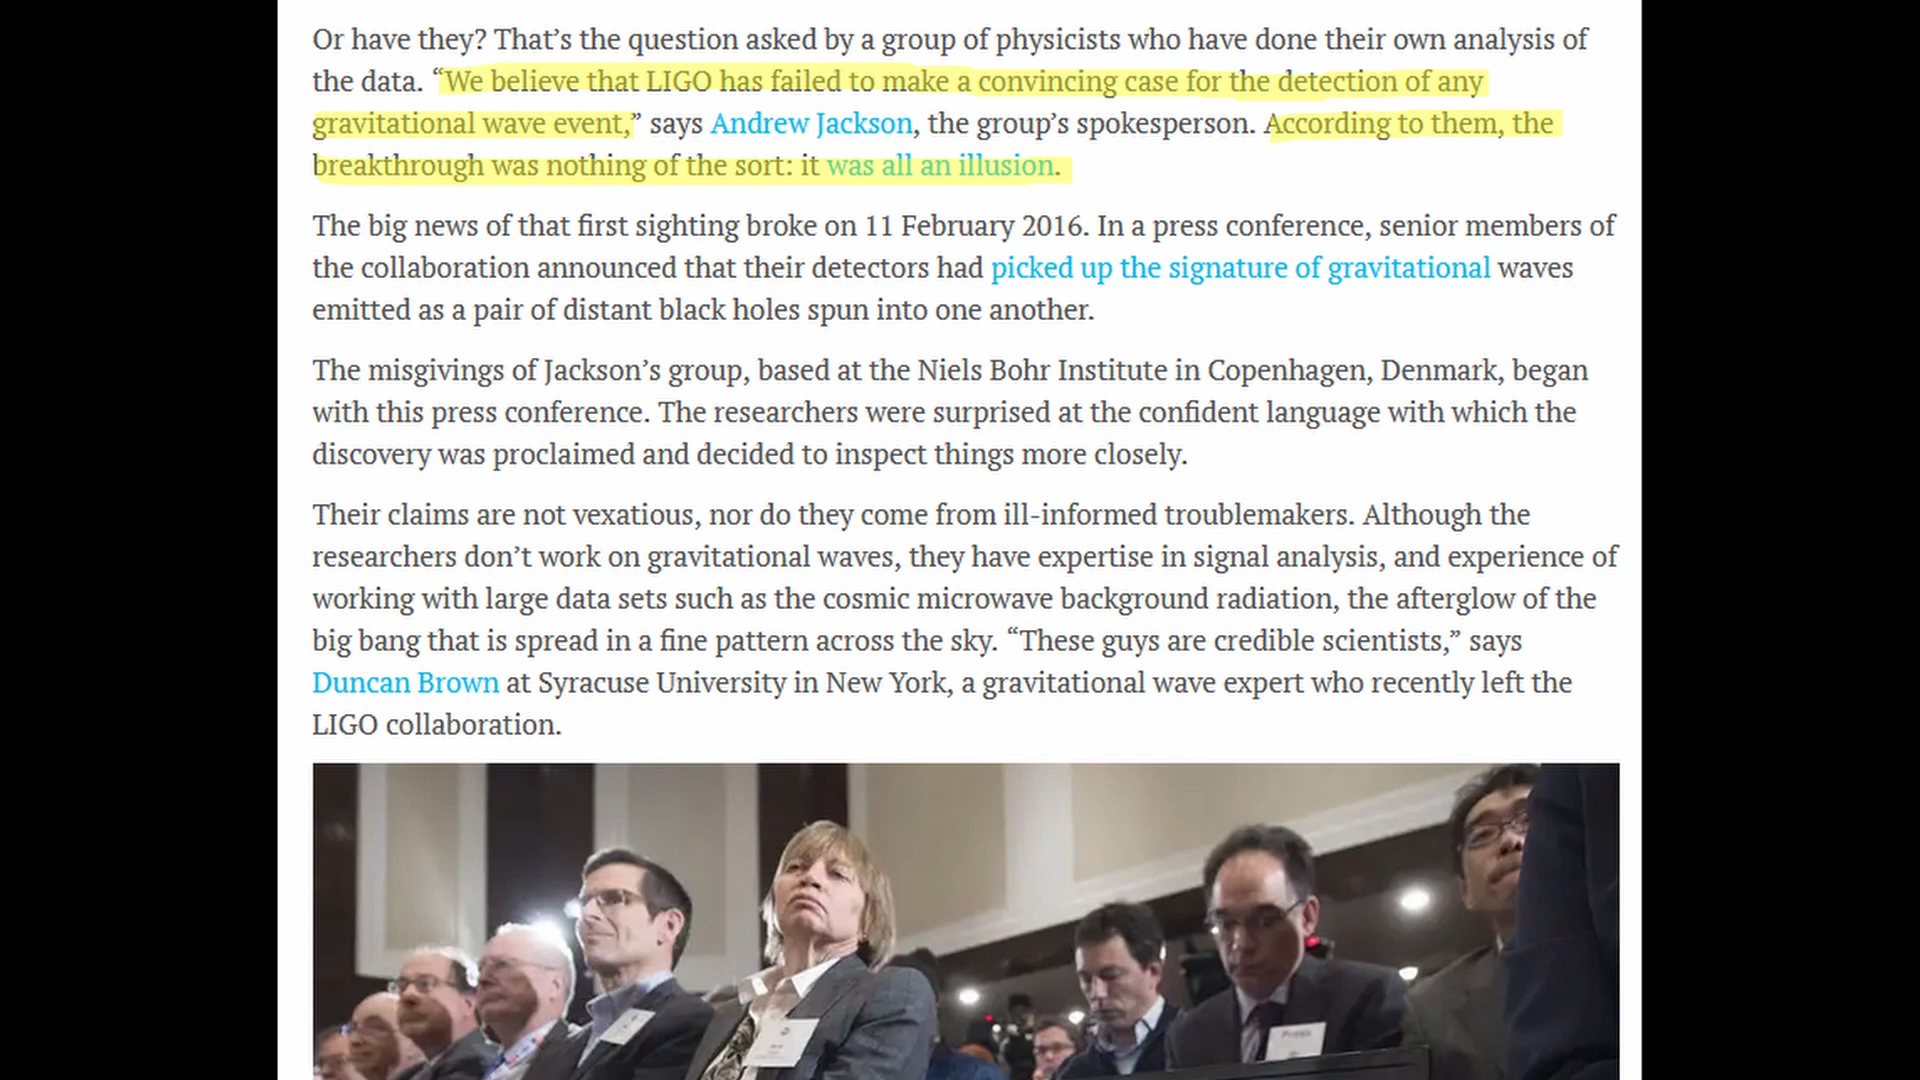 Or have they? That’s the question asked by a group of physicists who have done their own analysis of
the data. “We believe that LIGO has failed to make a convincing case for the detection of any
gravitational wave event,” says Andrew Jackson, the group’s spokesperson. According to them, the
breakthrough was nothing of the sort: it was all an illusion.
The big news of that first sighting broke on 11 February 2016. In a press conference, senior members of
the collaboration announced that their detectors had picked up the signature of gravitational waves
emitted as a pair of distant black holes spun into one another.
The misgivings of Jackson’s group, based at the Niels Bohr Institute in Copenhagen, Denmark, began
with this press conference. The researchers were surprised at the confident language with which the
discovery was proclaimed and decided to inspect things more closely.
Their claims are not vexatious, nor do they come from ill-informed troublemakers. Although the
researchers don’t work on gravitational waves, they have expertise in signal analysis, and experience of
working with large data sets such as the cosmic microwave background radiation, the afterglow of the
big bang that is spread in a fine pattern across the sky. “These guys are credible scientists,” says
Duncan Brown at Syracuse University in New York, a gravitational wave expert who recently left the
LIGO collaboration.